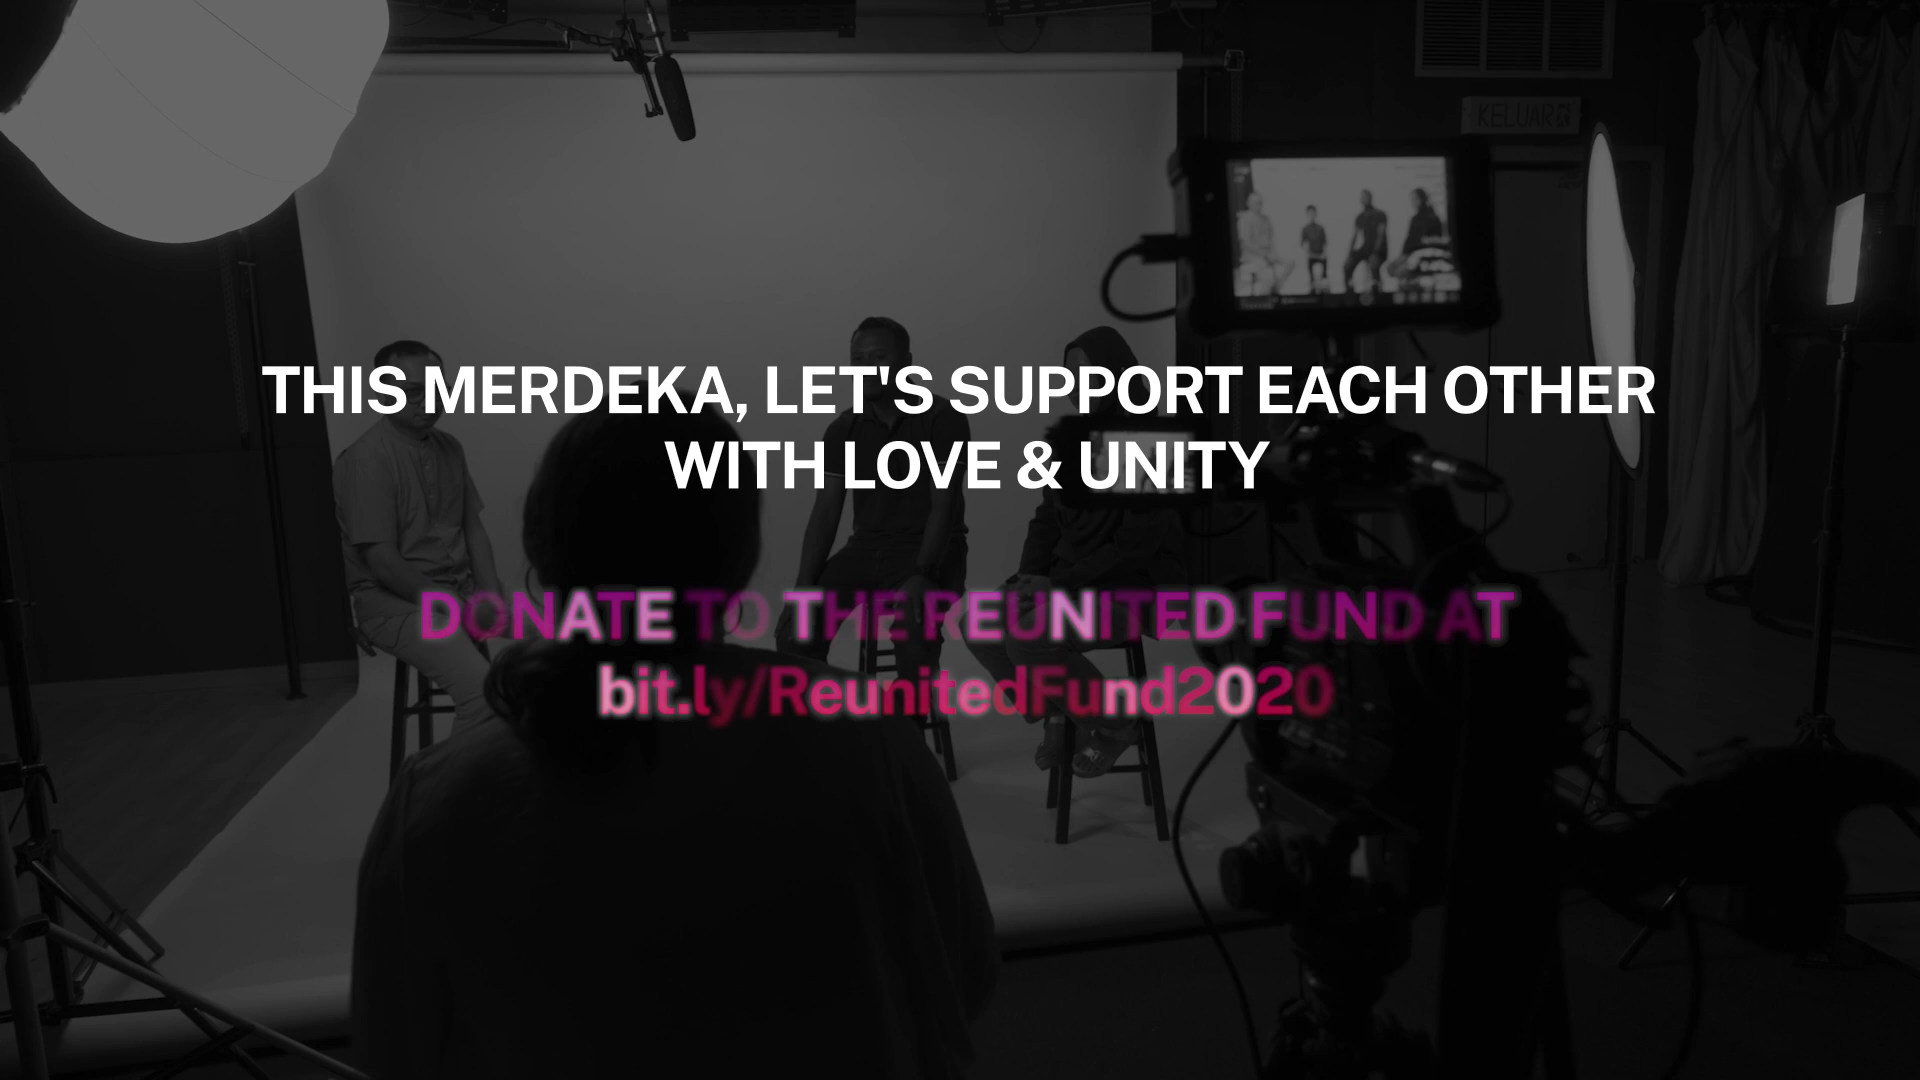 KELUAR
THIS MERDEKA, LET'S SUPPORT EACH OTHER
WITH LOVE & UNITY
DONATE TO THE REUNITED FUND AT
bit.ly/ReunitedFund2020